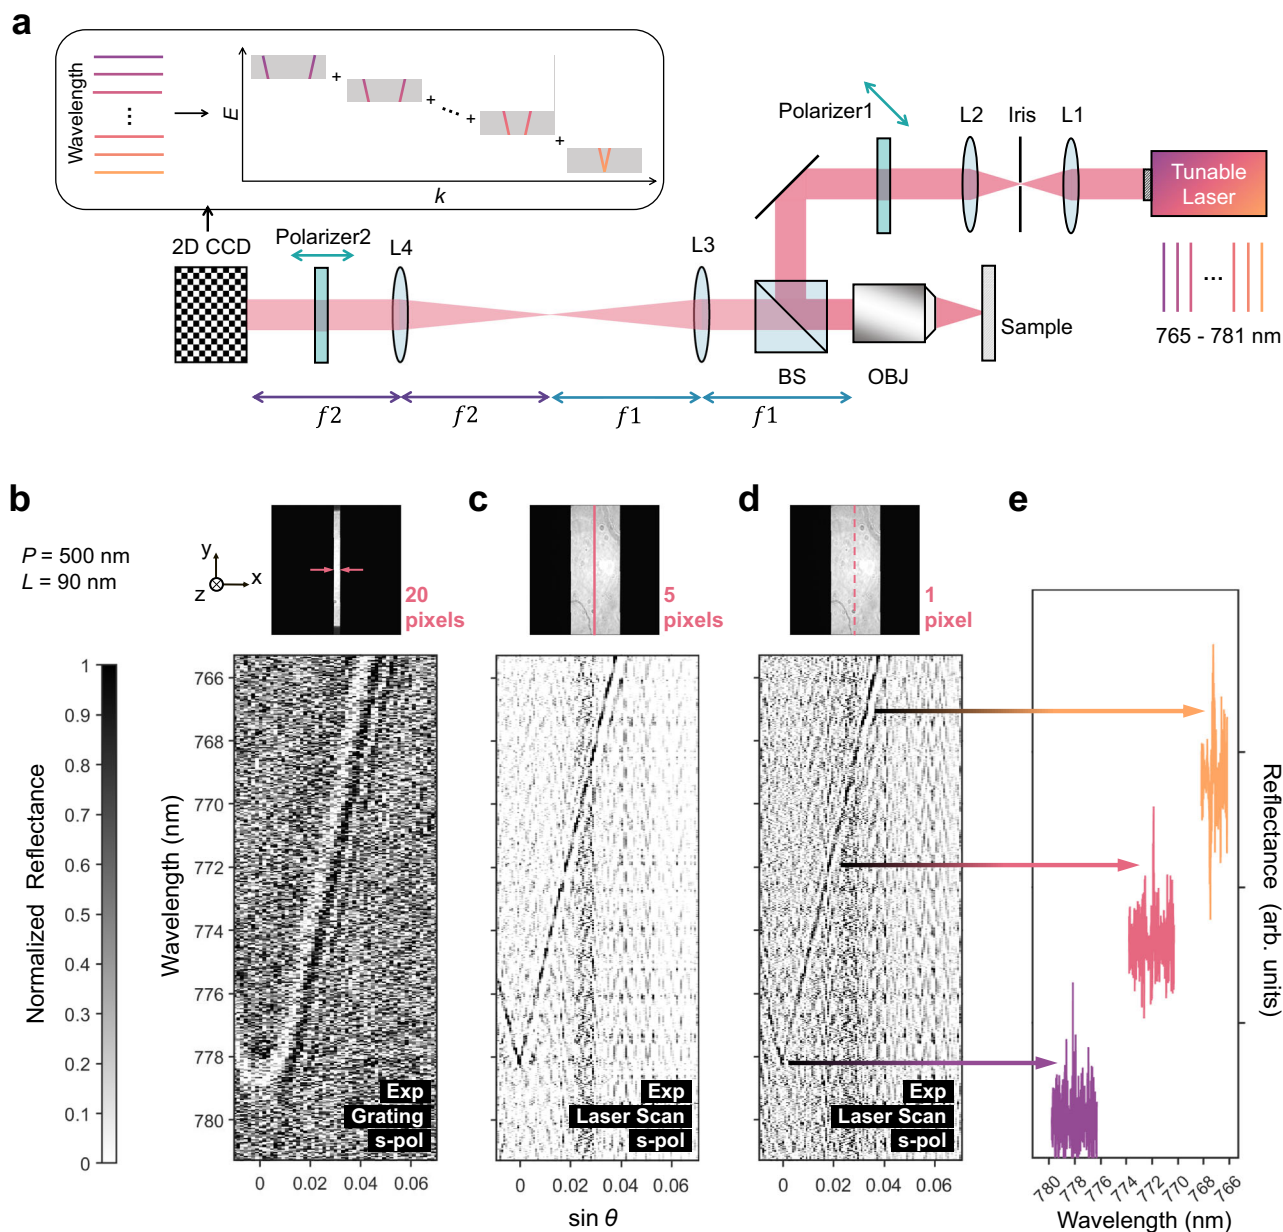 a
Wavelength
E
k
+
+
+
+
Polarizer1
L2
Iris
L1
Tunable
Laser
2D CCD
Polarizer2
L4
L3
BS
OBJ
Sample
765 - 781 nm
f2
f2
f1
f1
b
P = 500 nm
L = 90 nm
y
x
z
20
pixels
c
5
pixels
d
1
pixel
e
Normalized Reflectance
1
0.9
0.8
0.7
0.6
0.5
0.4
0.3
0.2
0.1
0
Wavelength (nm)
766
768
770
772
774
776
778
780
Exp
Grating
s-pol
0
0.02
0.04
0.06
Exp
Laser Scan
s-pol
0
0.02
0.04
0.06
Exp
Laser Scan
s-pol
0
0.02
0.04
0.06
sin θ
Reflectance (arb. units)
780
778
776
774
772
770
768
766
Wavelength (nm)